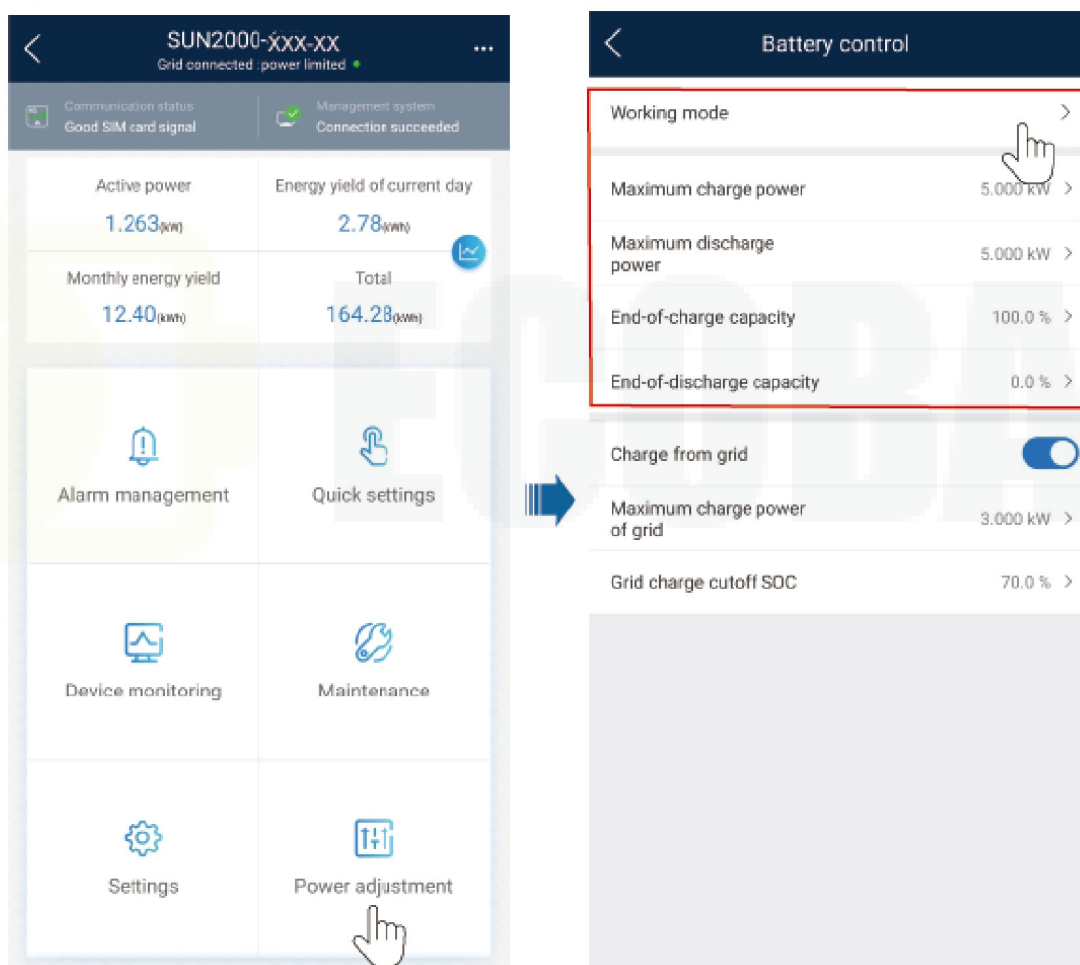 SUN2000-XXX-XX
Grid connected :power limited
...
Communication status
Good SIM card signal
Management system
Connection succeeded
Active power
1.263(kW)
Energy yield of current day
2.78(kWh)
Monthly energy yield
12.40(kWh)
Total
164.28(kWh)
Alarm management
Quick settings
Device monitoring
Maintenance
Settings
Power adjustment
Battery control
Working mode
Maximum charge power
5.000 kW
Maximum discharge
power
5.000 kW
End-of-charge capacity
100.0 %
End-of-discharge capacity
0.0 %
Charge from grid
Maximum charge power
of grid
3.000 kW
Grid charge cutoff SOC
70.0 %